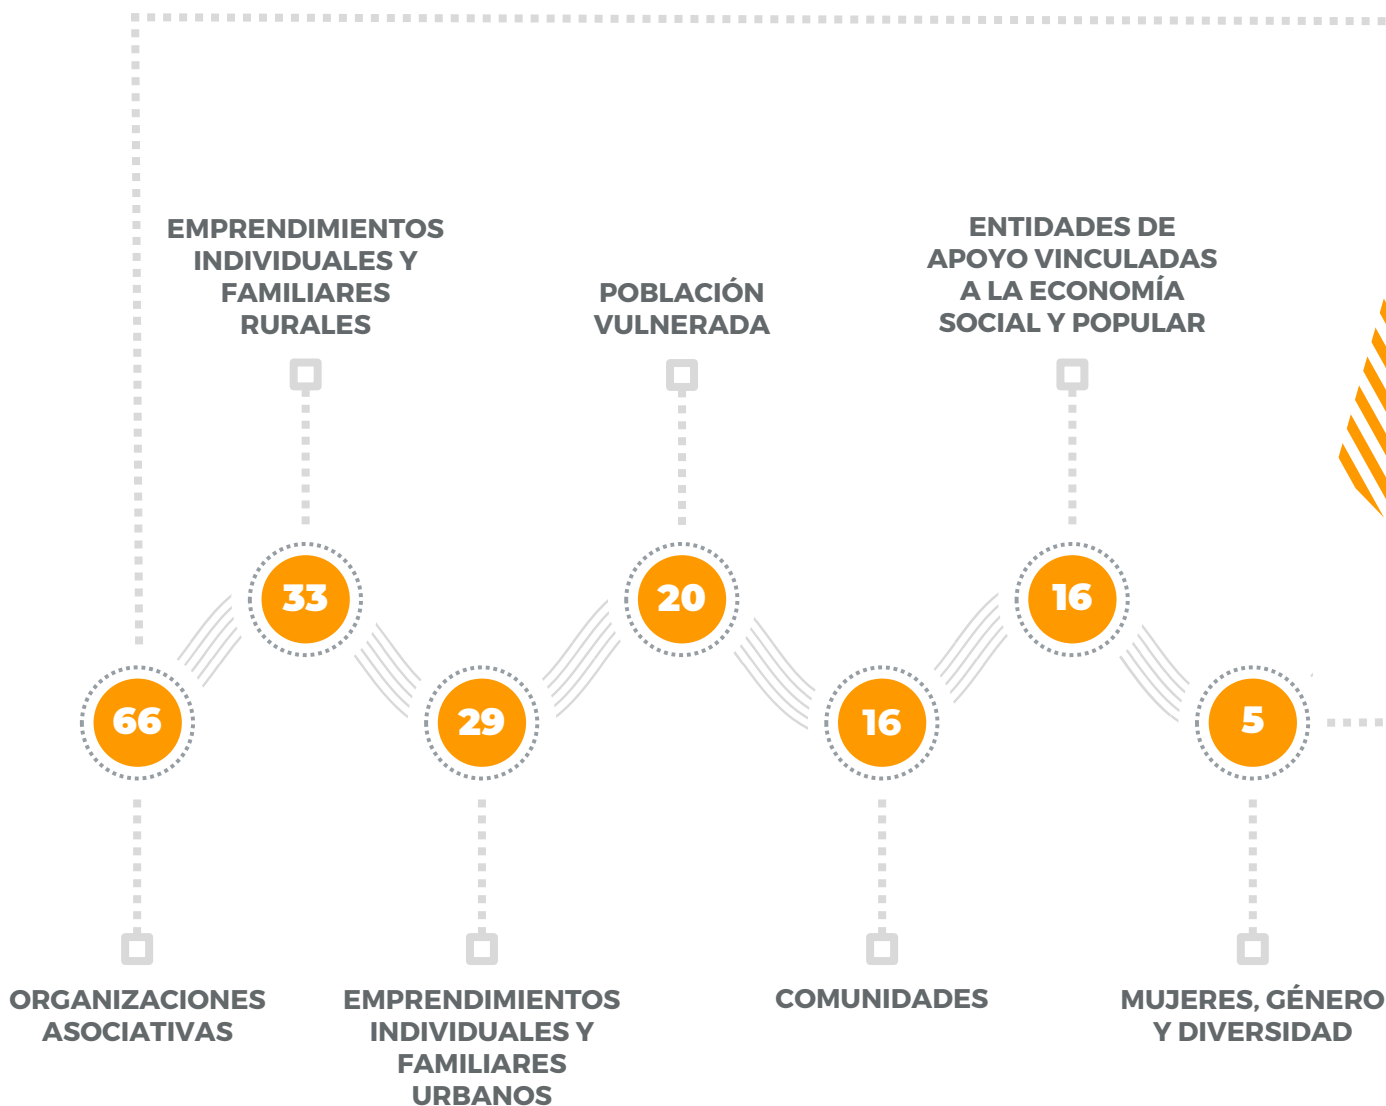 EMPRENDIMIENTOS
INDIVIDUALES Y
FAMILIARES
RURALES
POBLACIÓN
VULNERADA
ENTIDADES DE
APOYO VINCULADAS
A LA ECONOMÍA
SOCIAL Y POPULAR
33
20
16
66
29
16
5
ORGANIZACIONES
ASOCIATIVAS
EMPRENDIMIENTOS
INDIVIDUALES Y
FAMILIARES
URBANOS
COMUNIDADES
MUJERES, GÉNERO
Y DIVERSIDAD